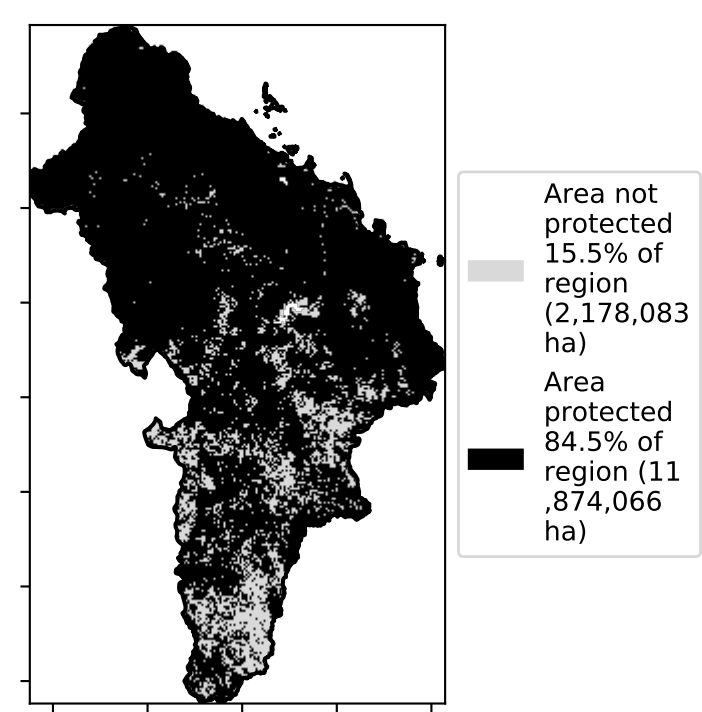 Area not
protected
15.5% of
region
(2,178,083
ha)
Area
protected
84.5% of
region (11
,874,066
ha)